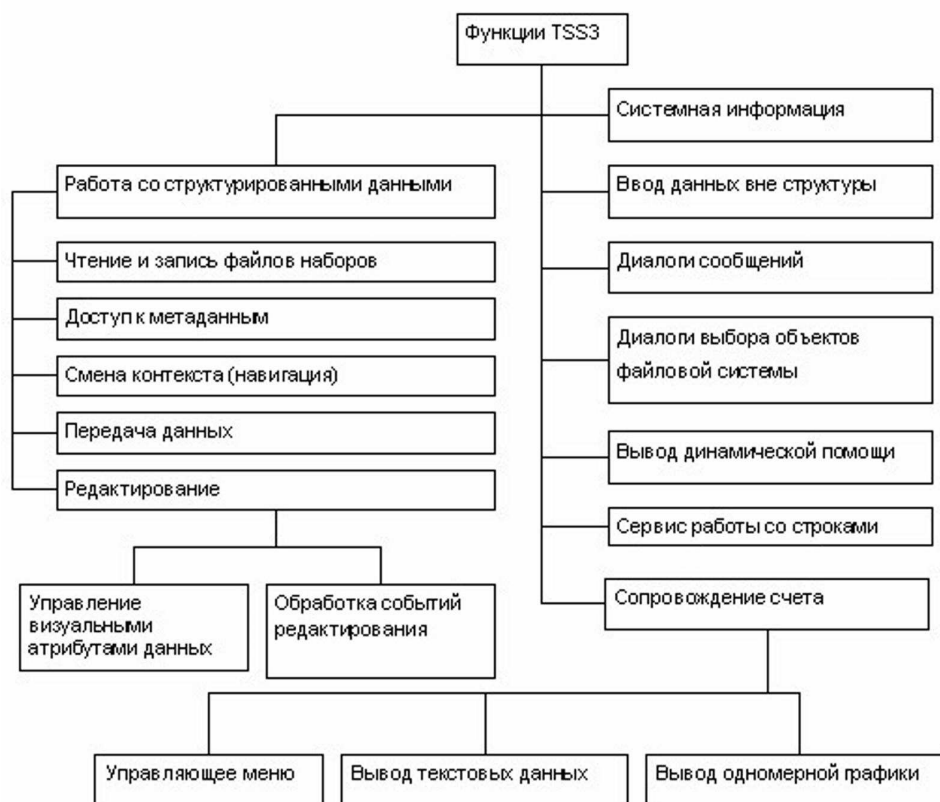 Функции TSS3
Системная информация
Работа со структурированными данными
Ввод данных вне структуры
Чтение и запись файлов наборов
Диалоги сообщений
Доступ к метаданным
Диалоги выбора объектов
файловой системы
Смена контекста (навигация)
Передача данных
Вывод динамической помощи
Редактирование
Сервис работы со строками
Управление
визуальными
атрибутами данных
Обработка событий
редактирования
Сопровождение счета
Управляющее меню
Вывод текстовых данных
Вывод одномерной графики